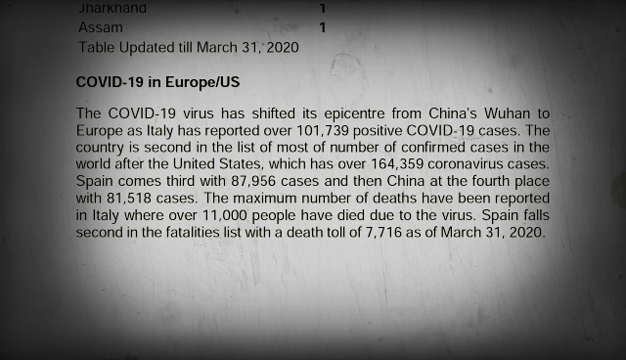 Jharkhand 1
Assam 1
Table Updated till March 31, 2020
COVID-19 in Europe/US
The COVID-19 virus has shifted its epicentre from China's Wuhan to
Europe as Italy has reported over 101,739 positive COVID-19 cases. The
country is second in the list of most of number of confirmed cases in the
world after the United States, which has over 164,359 coronavirus cases.
Spain comes third with 87,956 cases and then China at the fourth place
with 81,518 cases. The maximum number of deaths have been reported
in Italy where over 11,000 people have died due to the virus. Spain falls
second in the fatalities list with a death toll of 7,716 as of March 31, 2020.